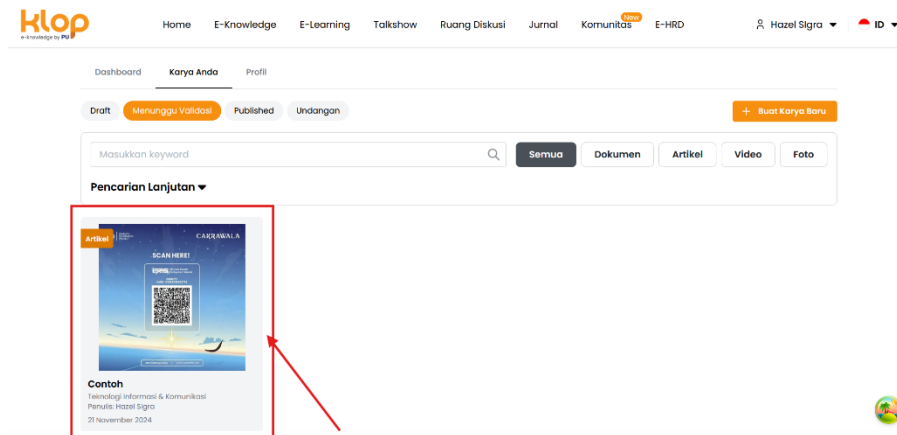 klop
e-knowledge by PU
Home E-Knowledge E-Learning Talkshow Ruang Diskusi Jurnal Komunitas New E-HRD Hazel SIgra ID
Dashboard Karya Anda Profil
Draft Menunggu Validasi Published Undangan + Buat Karya Baru
Masukkan keyword Semua Dokumen Artikel Video Foto
Pencarian Lanjutan
Artikel CAKRAWALA
SCAN HERE!
Contoh
Teknologi Informasi & Komunikasi
Penulis: Hazel Sigra
21 November 2024